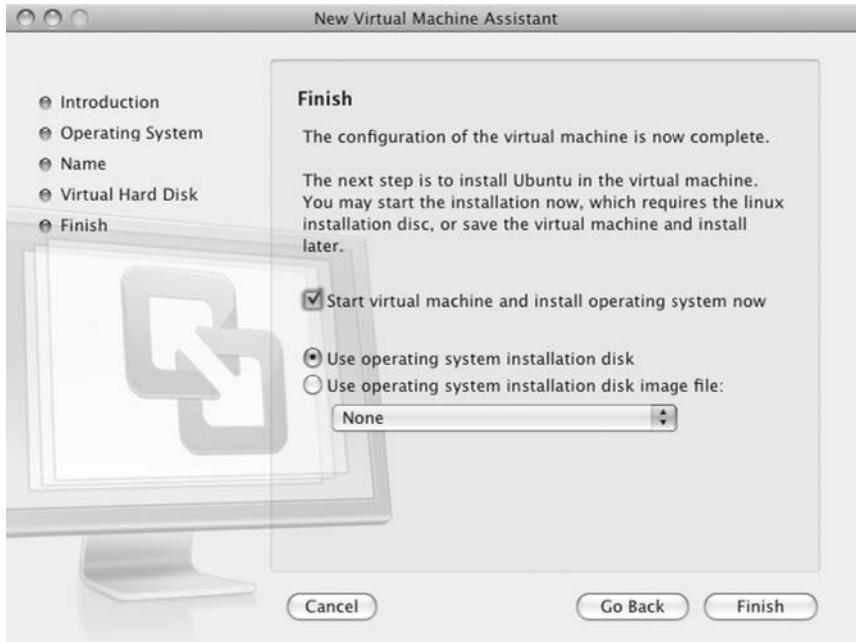 New Virtual Machine Assistant
Introduction
Operating System
Name
Virtual Hard Disk
Finish
Finish
The configuration of the virtual machine is now complete.
The next step is to install Ubuntu in the virtual machine.
You may start the installation now, which requires the linux
installation disc, or save the virtual machine and install
later.
Start virtual machine and install operating system now
Use operating system installation disk
Use operating system installation disk image file:
None
Cancel
Go Back
Finish